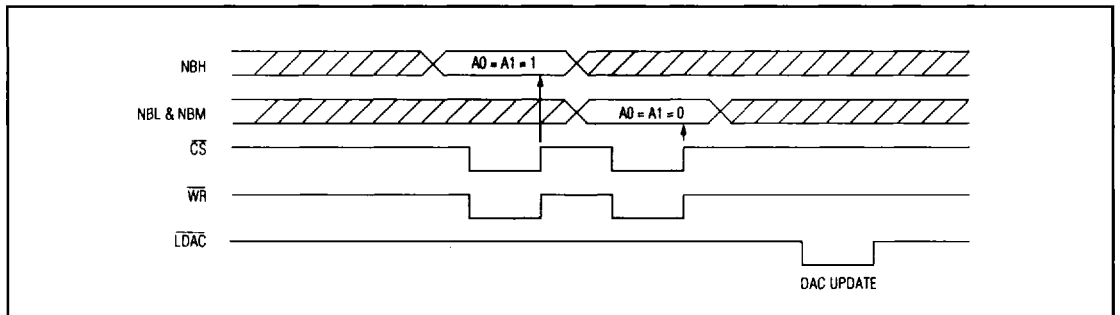 NBH
A0 = A1 = 1
NBL & NBM
A0 = A1 = 0
CS
WR
LDAC
DAC UPDATE